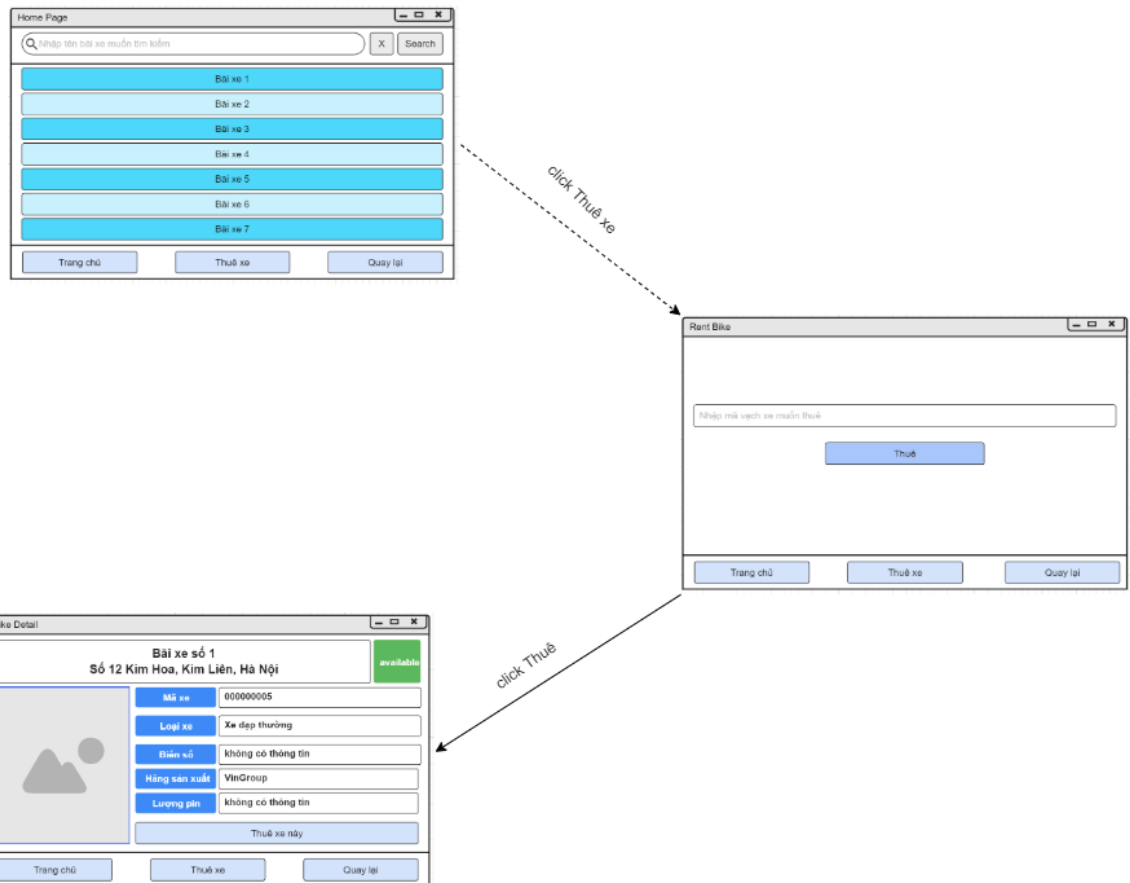 Home Page
Nhập tên bãi xe muốn tìm kiếm
X
Search
Bãi xe 1
Bãi xe 2
Bãi xe 3
Bãi xe 4
Bãi xe 5
Bãi xe 6
Bãi xe 7
Trang chủ
Thuê xe
Quay lại
click Thuê xe
Rent Bike
Nhập mã vạch xe muốn thuê
Thuê
Trang chủ
Thuê xe
Quay lại
click Thuê
ike Detail
Bãi xe số 1
Số 12 Kim Hoa, Kim Liên, Hà Nội
available
Mã xe
000000005
Loại xe
Xe đạp thường
Biển số
không có thông tin
Hãng sản xuất
VinGroup
Lượng pin
không có thông tin
Thuê xe này
Trang chủ
Thuê xe
Quay lại